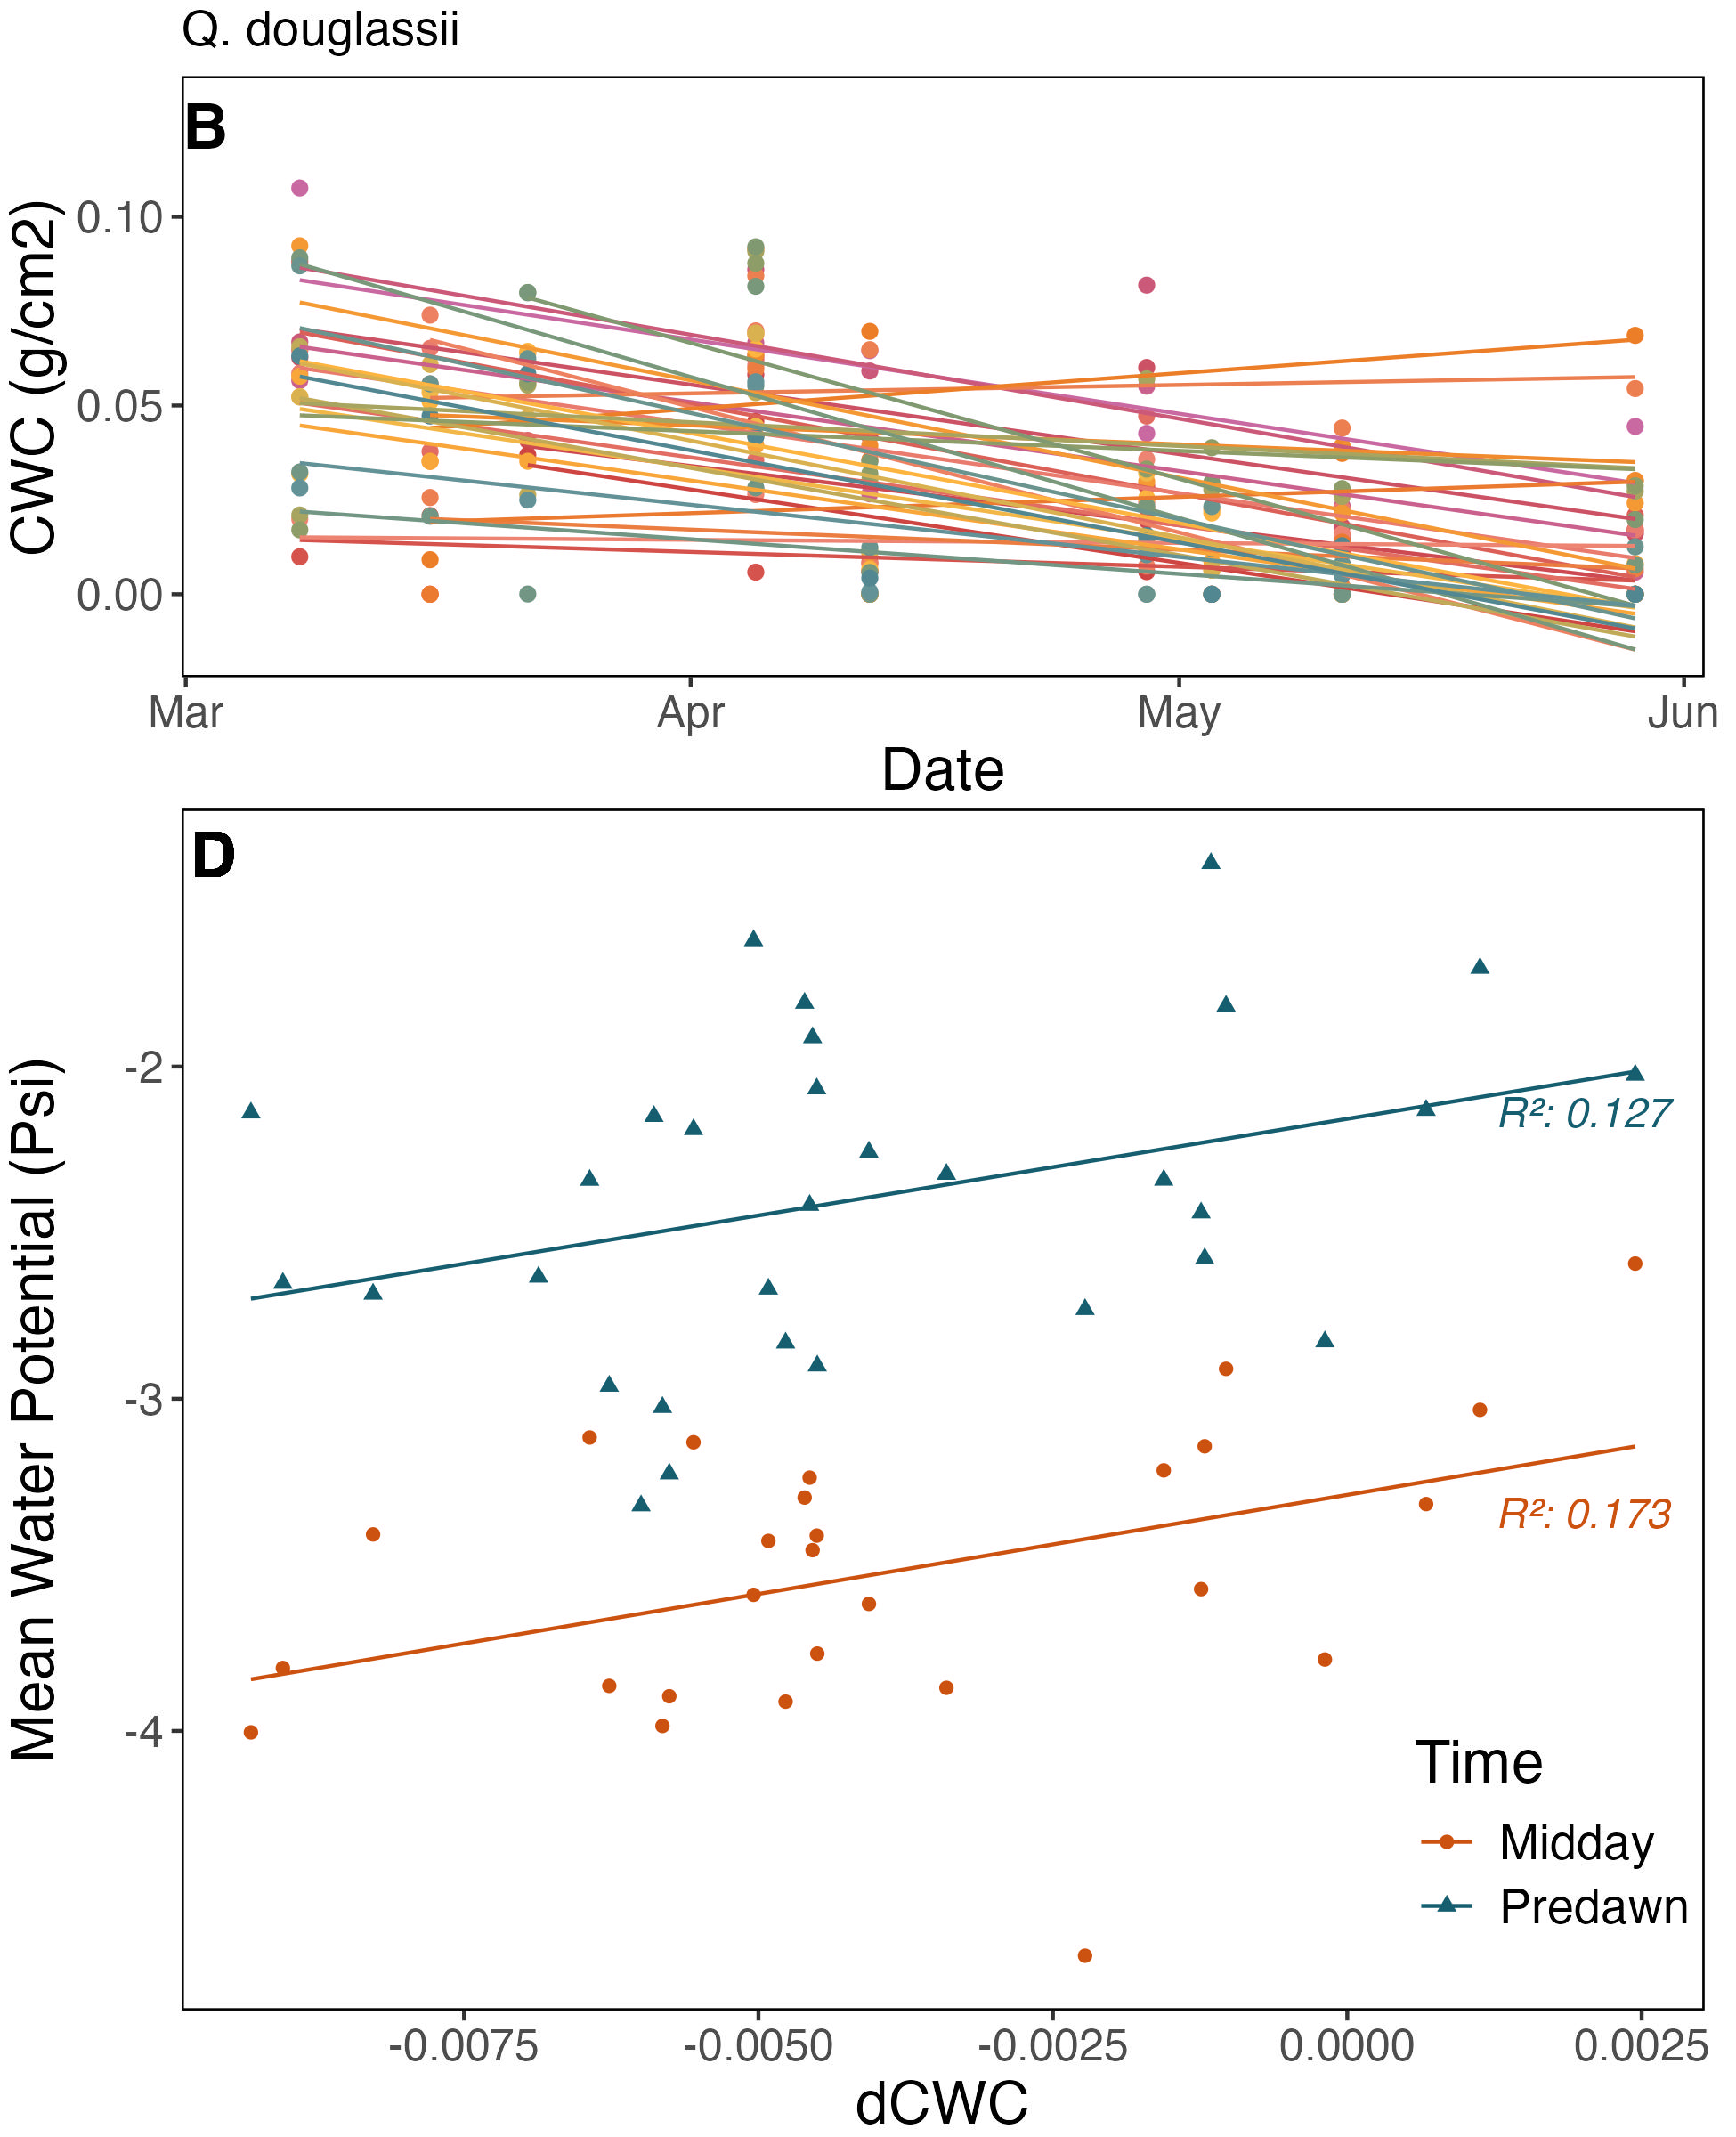 Q. douglassii
B
CWC (g/cm2)
0.10
0.05
0.00
Mar Apr May Jun
Date
D
Mean Water Potential (Psi)
-2
-3
-4
R²: 0.127
R²: 0.173
Time
Midday
Predawn
-0.0075 -0.0050 -0.0025 0.0000 0.0025
dCWC